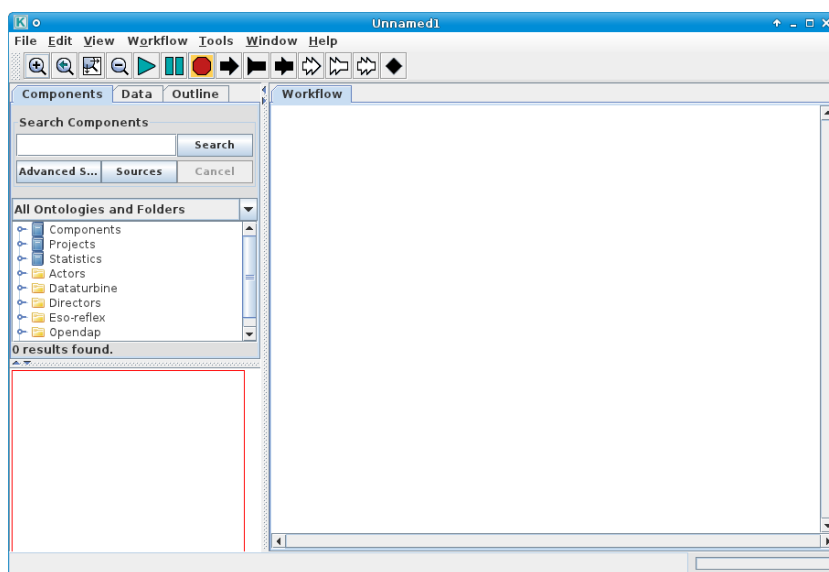 K Unnamed1
File Edit View Workflow Tools Window Help
Components Data Outline
Workflow
Search Components
Search
Advanced S... Sources Cancel
All Ontologies and Folders
Components
Projects
Statistics
Actors
Dataturbine
Directors
Eso-reflex
Opendap
0 results found.